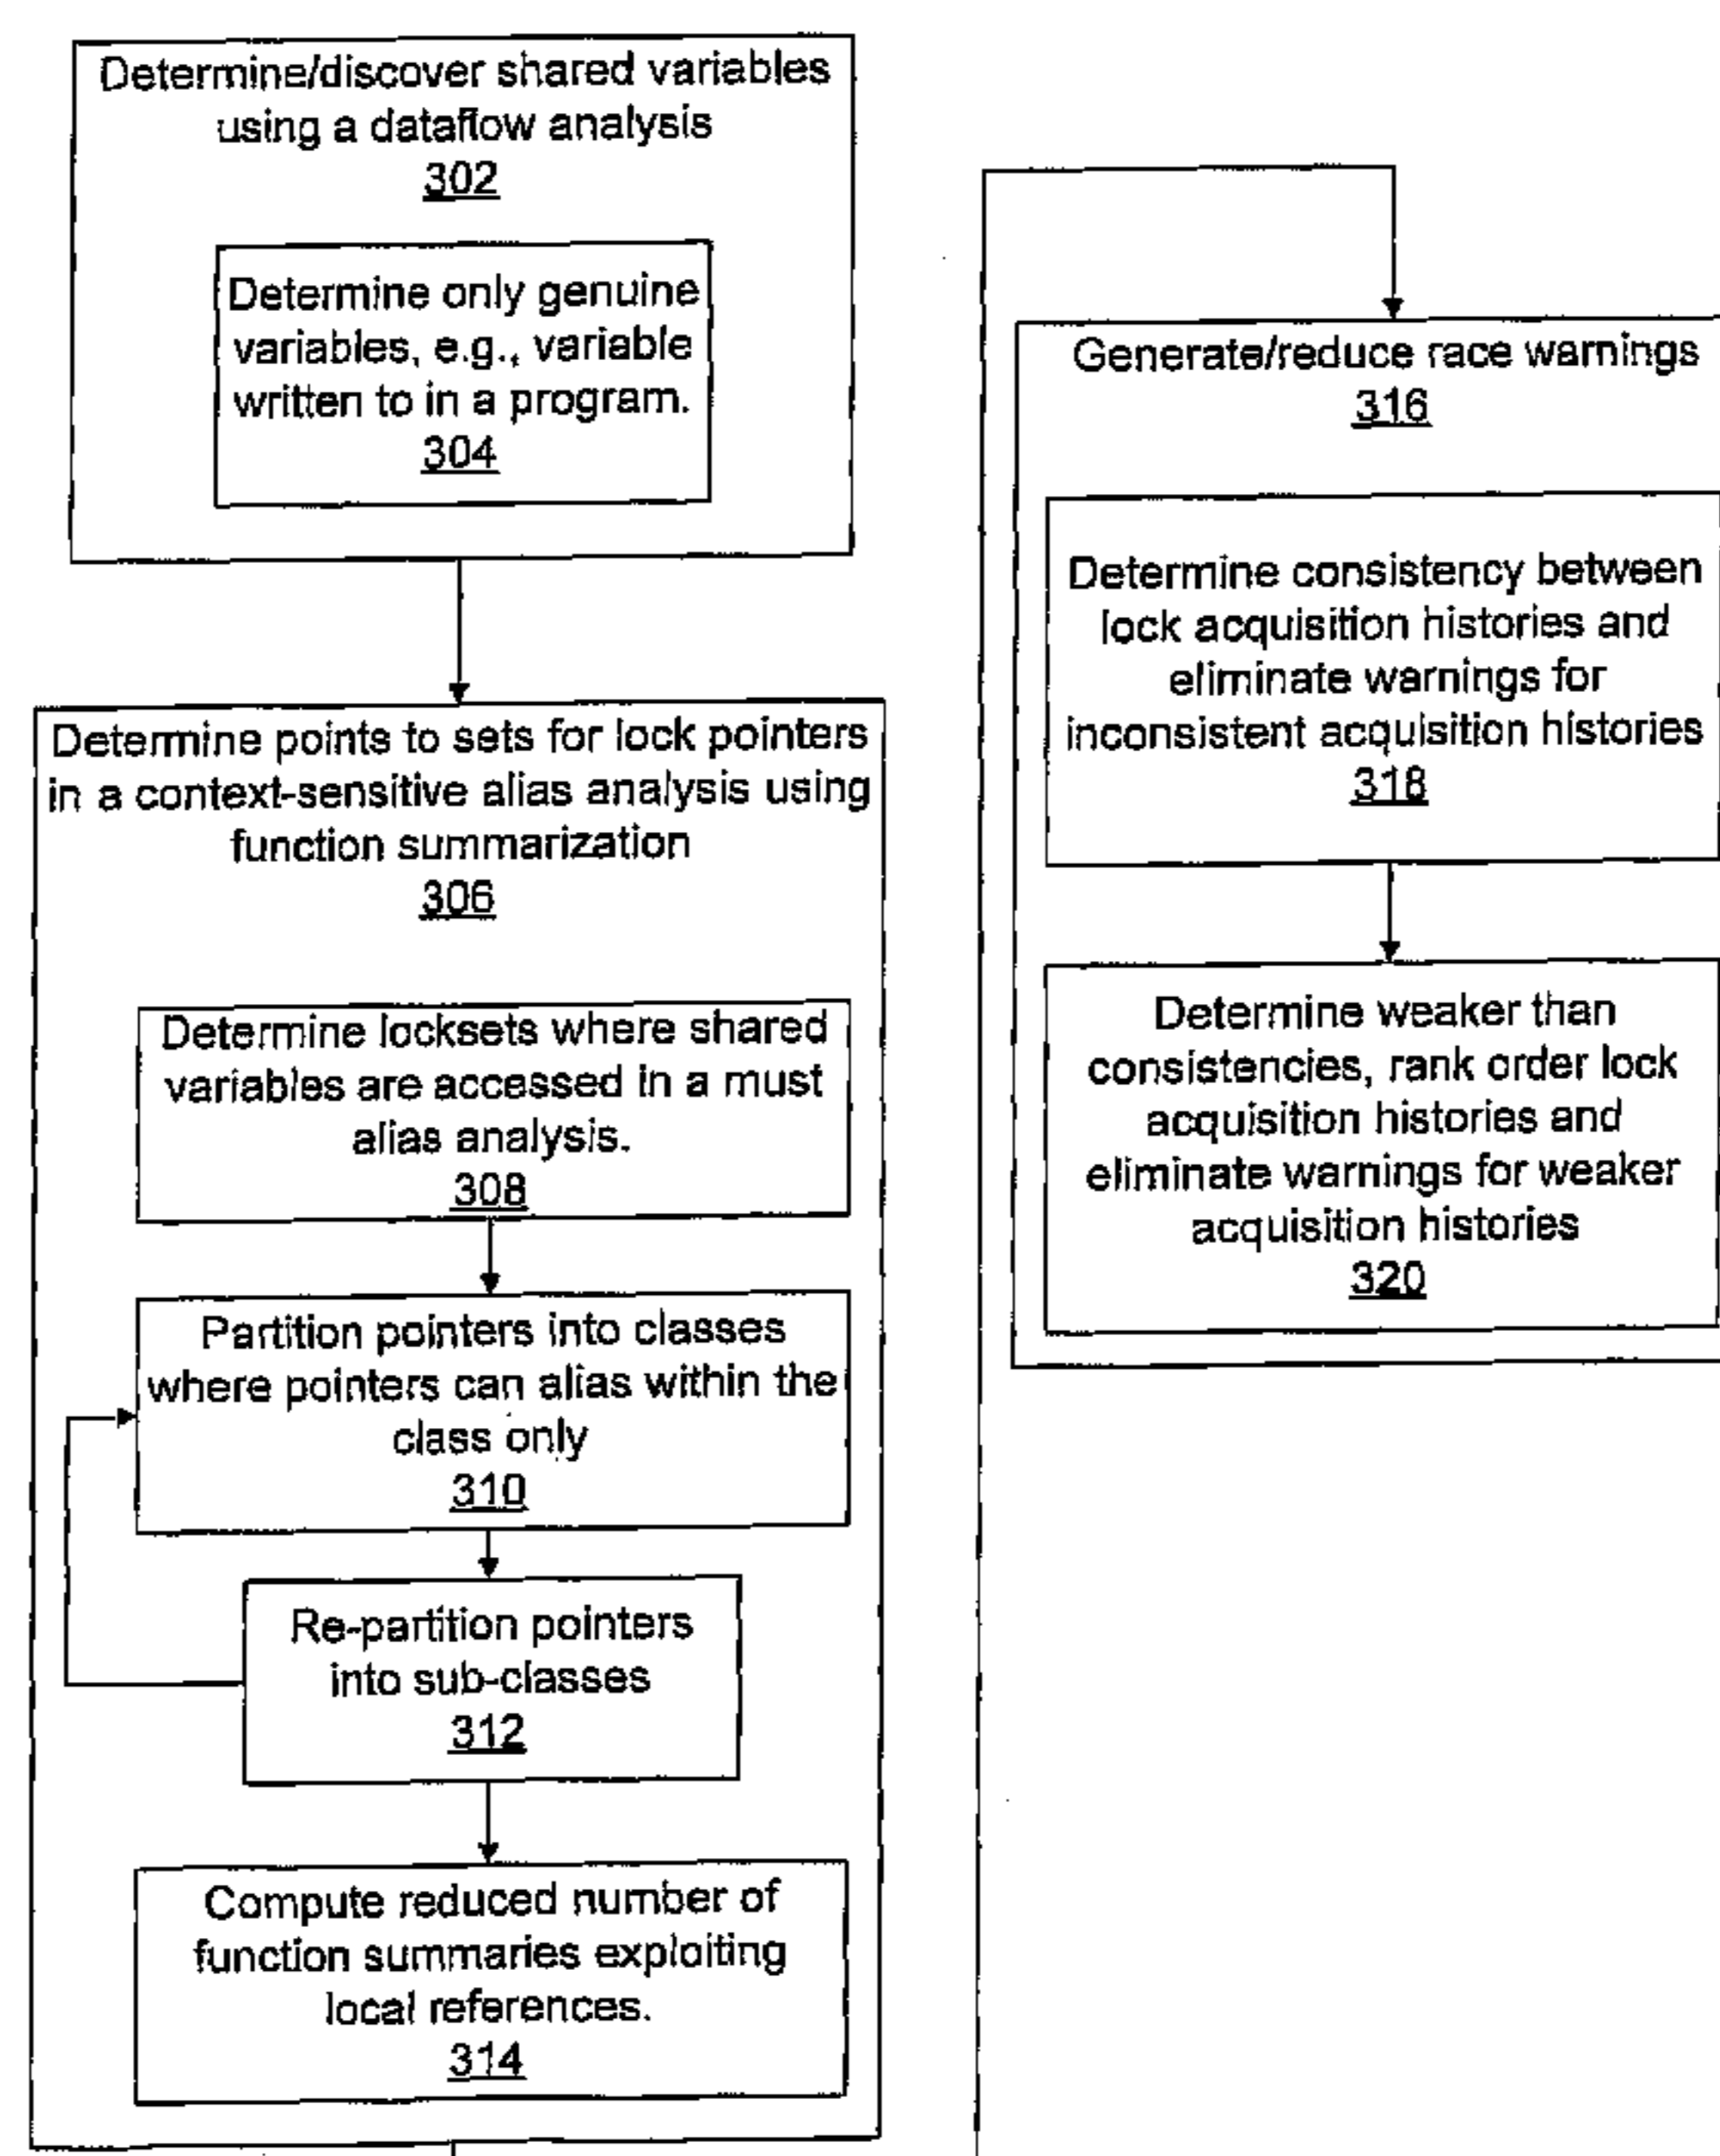 Determine/discover shared variables
using a dataflow analysis
302
Determine only genuine
variables, e.g., variable
written to in a program.
304
Determine points to sets for lock pointers
in a context-sensitive alias analysis using
function summarization
306
Determine locksets where shared
variables are accessed in a must
alias analysis.
308
Partition pointers into classes
where pointers can alias within the
class only
310
Re-partition pointers
into sub-classes
312
Compute reduced number of
function summaries exploiting
local references.
314
Generate/reduce race warnings
316
Determine consistency between
lock acquisition histories and
eliminate warnings for
inconsistent acquisition histories
318
Determine weaker than
consistencies, rank order lock
acquisition histories and
eliminate warnings for weaker
acquisition histories
320